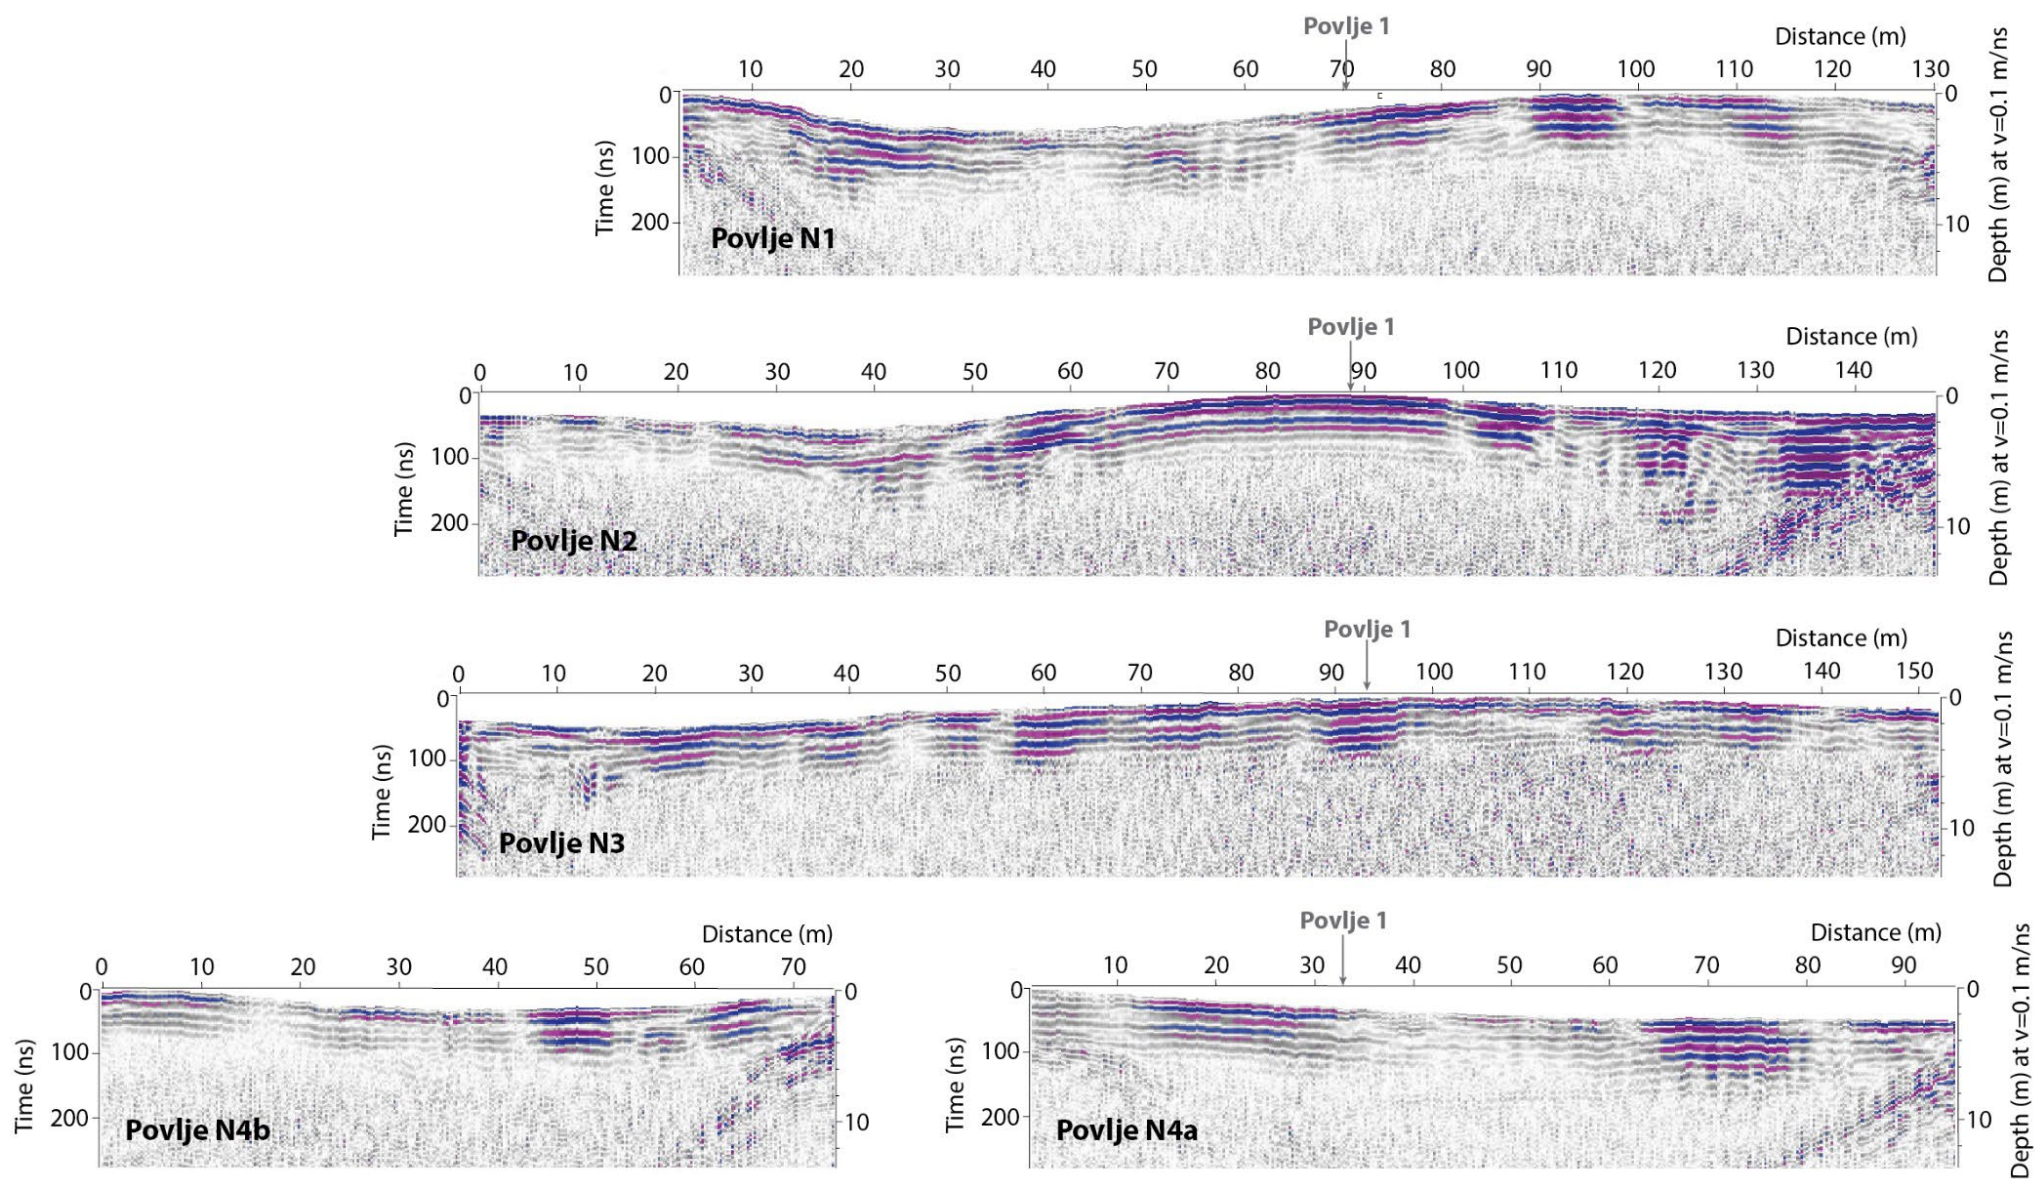 Povlje 1
Distance (m)
10 20 30 40 50 60 70 80 90 100 110 120 130
0
100
200
Time (ns)
0
10
Depth (m) at v=0.1 m/ns
Povlje N1
Povlje 1
Distance (m)
0 10 20 30 40 50 60 70 80 90 100 110 120 130 140
0
100
200
Time (ns)
0
10
Depth (m) at v=0.1 m/ns
Povlje N2
Povlje 1
Distance (m)
0 10 20 30 40 50 60 70 80 90 100 110 120 130 140 150
0
100
200
Time (ns)
0
10
Depth (m) at v=0.1 m/ns
Povlje N3
Distance (m)
0 10 20 30 40 50 60 70
0
100
200
Time (ns)
0
10
Povlje N4b
Povlje 1
Distance (m)
10 20 30 40 50 60 70 80 90
0
100
200
Time (ns)
0
10
Depth (m) at v=0.1 m/ns
Povlje N4a